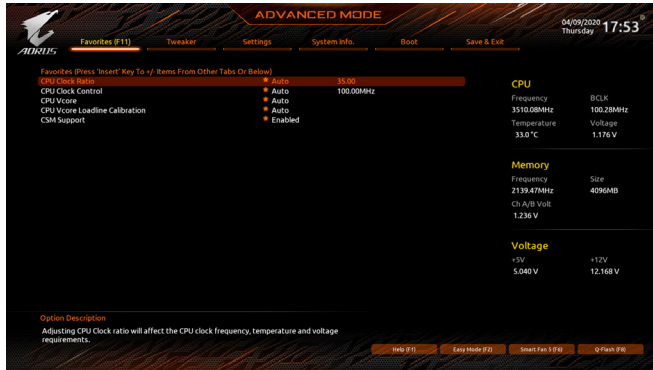 ADVANCED MODE
04/09/2020
Thursday 17:53
AORUS
Favorites (F11) Tweaker Settings System Info. Boot Save & Exit
Favorites (Press 'Insert' Key To +/- Items From Other Tabs Or Below)
CPU Clock Ratio Auto 35.00
CPU Clock Control Auto 100.00MHz
CPU Vcore Auto
CPU Vcore Loadline Calibration Auto
CSM Support Enabled
CPU
Frequency BCLK
3510.08MHz 100.28MHz
Temperature Voltage
33.0 °C 1.176 V
Memory
Frequency Size
2139.47MHz 4096MB
Ch A/B Volt
1.236 V
Voltage
+5V +12V
5.040 V 12.168 V
Option Description
Adjusting CPU Clock ratio will affect the CPU clock frequency, temperature and voltage
requirements.
Help (F1) Easy Mode (F2) Smart Fan 5 (F6) Q-Flash (F8)